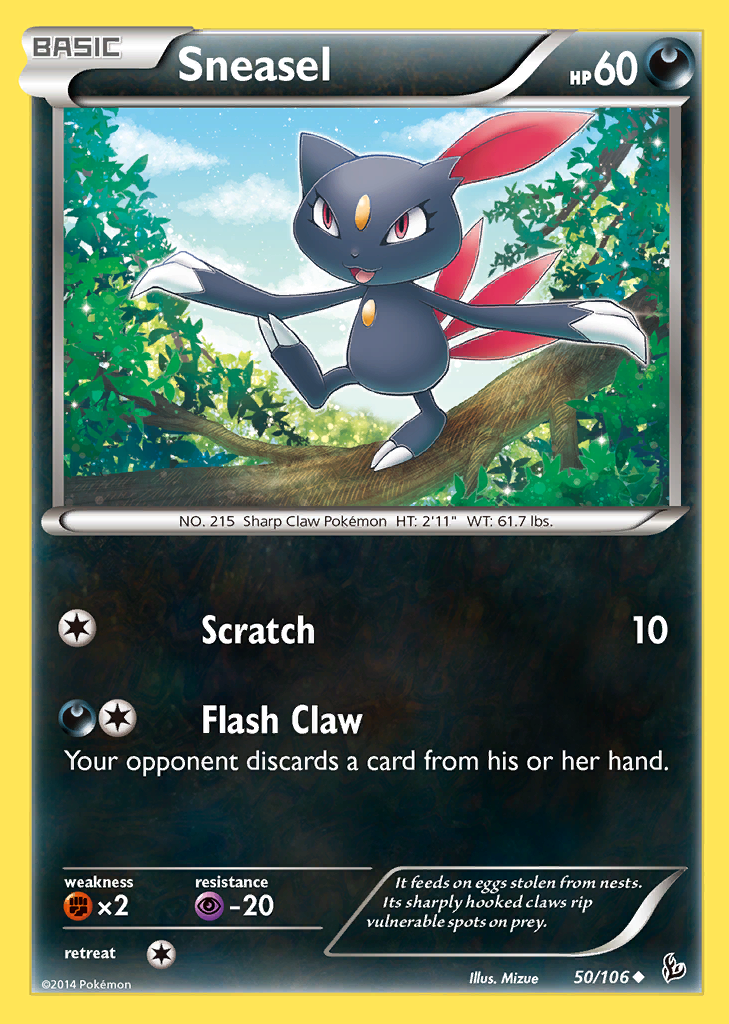 BASIC
Sneasel
HP60
NO. 215 Sharp Claw Pokémon HT: 2'11" WT: 61.7 lbs.
Scratch 10
Flash Claw
Your opponent discards a card from his or her hand.
weakness resistance
×2 -20
It feeds on eggs stolen from nests.
Its sharply hooked claws rip
vulnerable spots on prey.
retreat
©2014 Pokémon
Illus. Mizue 50/106